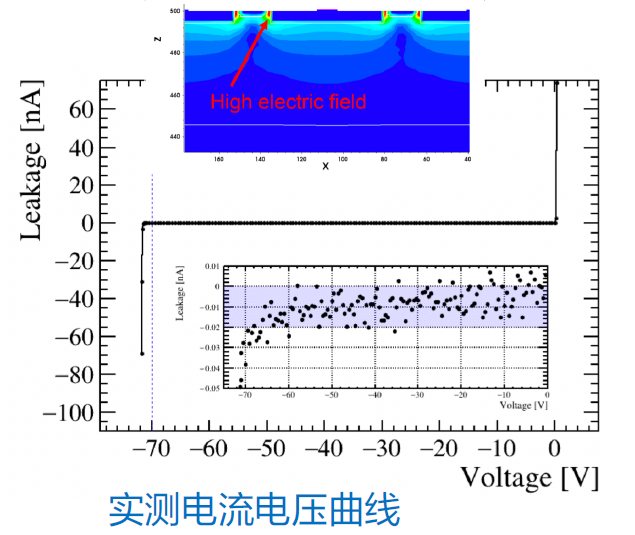 500
480
460
440
Z
160
140
120
100
80
60
40
X
High electric field
Leakage [nA]
60
40
20
0
−20
−40
−60
−80
−100
Leakage [nA]
0.01
0
−0.01
−0.02
−0.03
−0.04
−0.05
−70 −60 −50 −40 −30 −20 −10 0
Voltage [V]
−70 −60 −50 −40 −30 −20 −10 0
Voltage [V]
实测电流电压曲线